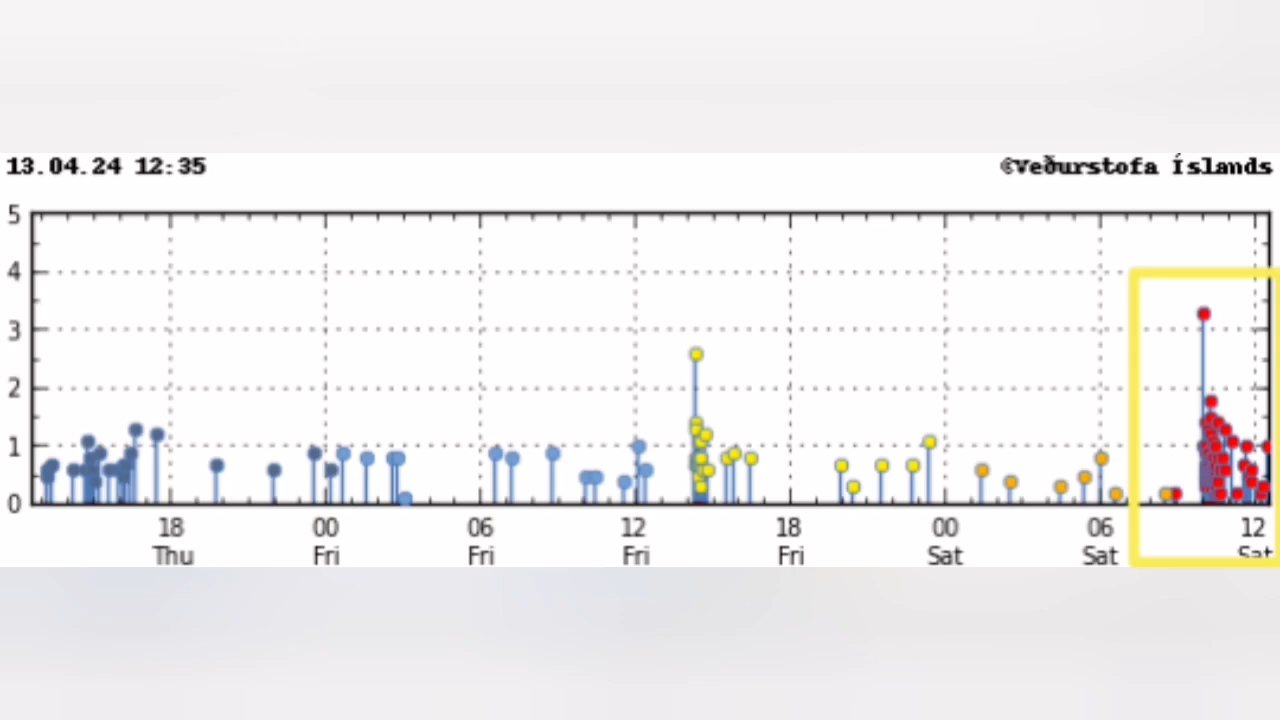 13.04.24 12:35 ©Veðurstofa Íslands
5
4
3
2
1
0
18 00 06 12 18 00 06 12
Thu Fri Fri Fri Fri Sat Sat Sat